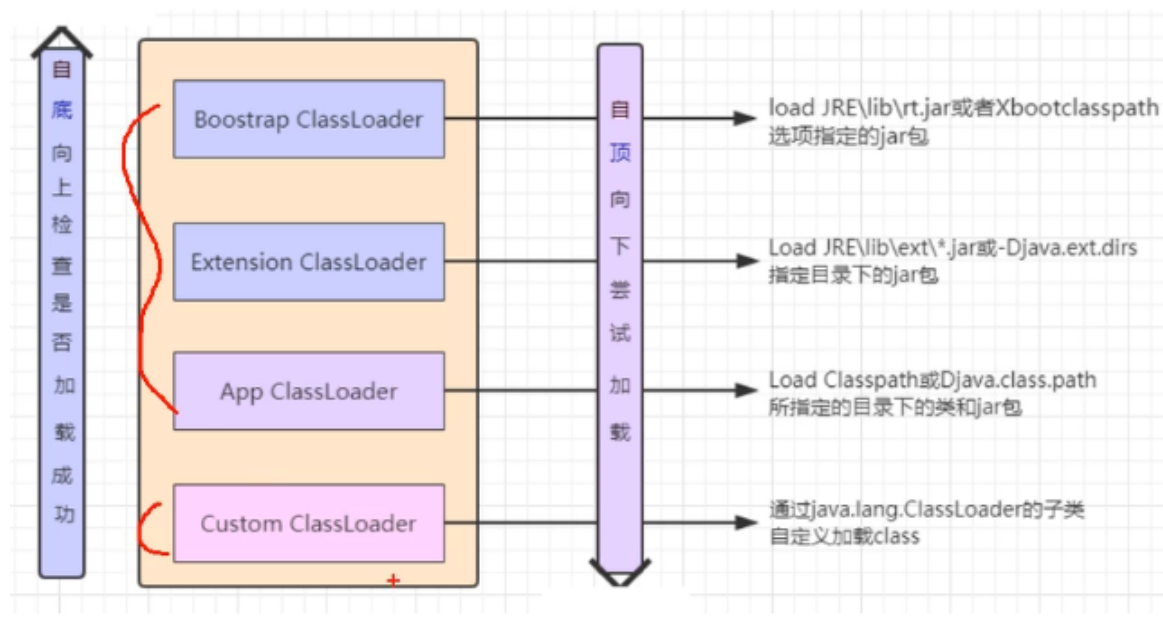 自底向上检查是否加载成功
Boostrap ClassLoader
Extension ClassLoader
App ClassLoader
Custom ClassLoader
自顶向下尝试加载
load JRE\lib\rt.jar或者Xbootclasspath
选项指定的jar包
Load JRE\lib\ext\*.jar或-Djava.ext.dirs
指定目录下的jar包
Load Classpath或Djava.class.path
所指定的目录下的类和jar包
通过java.lang.ClassLoader的子类
自定义加载class